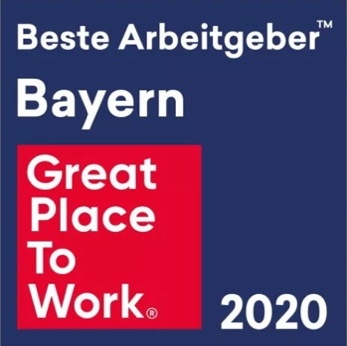 Beste Arbeitgeber™
Bayern
Great
Place
To
Work®
2020